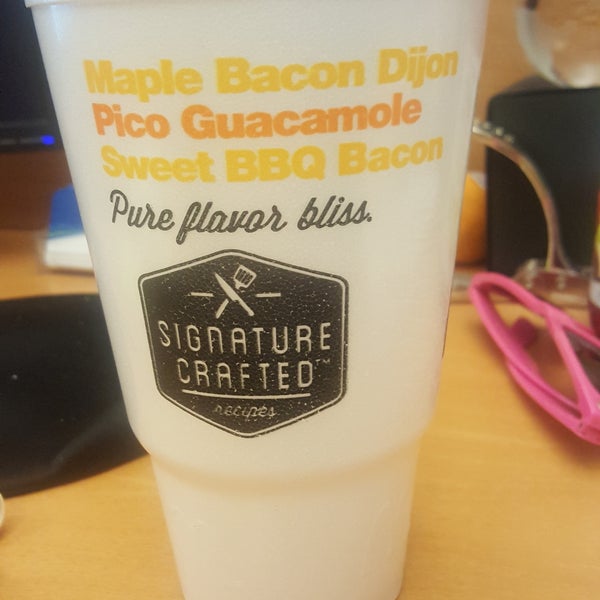 Maple Bacon Dijon
Pico Guacamole
Sweet BBQ Bacon
Pure flavor bliss.
SIGNATURE
CRAFTED™
recipes